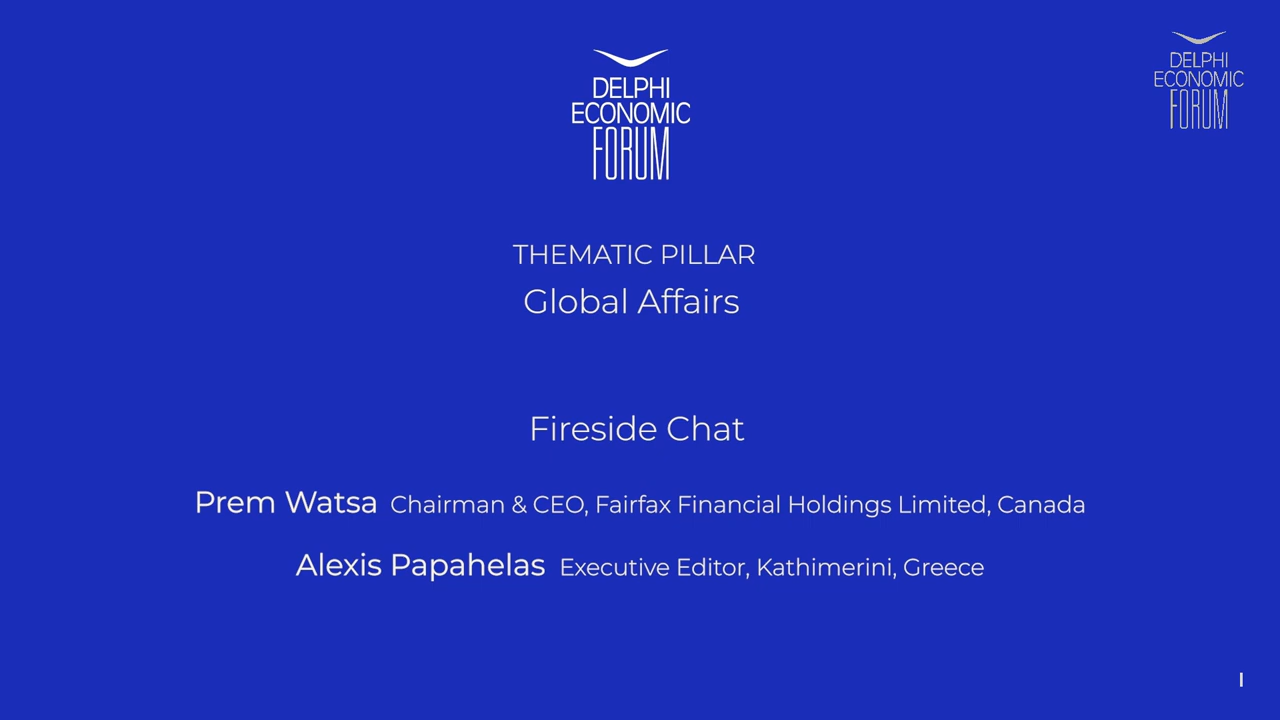 DELPHI
ECONOMIC
FORUM
DELPHI
ECONOMIC
FORUM
THEMATIC PILLAR
Global Affairs
Fireside Chat
Prem Watsa Chairman & CEO, Fairfax Financial Holdings Limited, Canada
Alexis Papahelas Executive Editor, Kathimerini, Greece